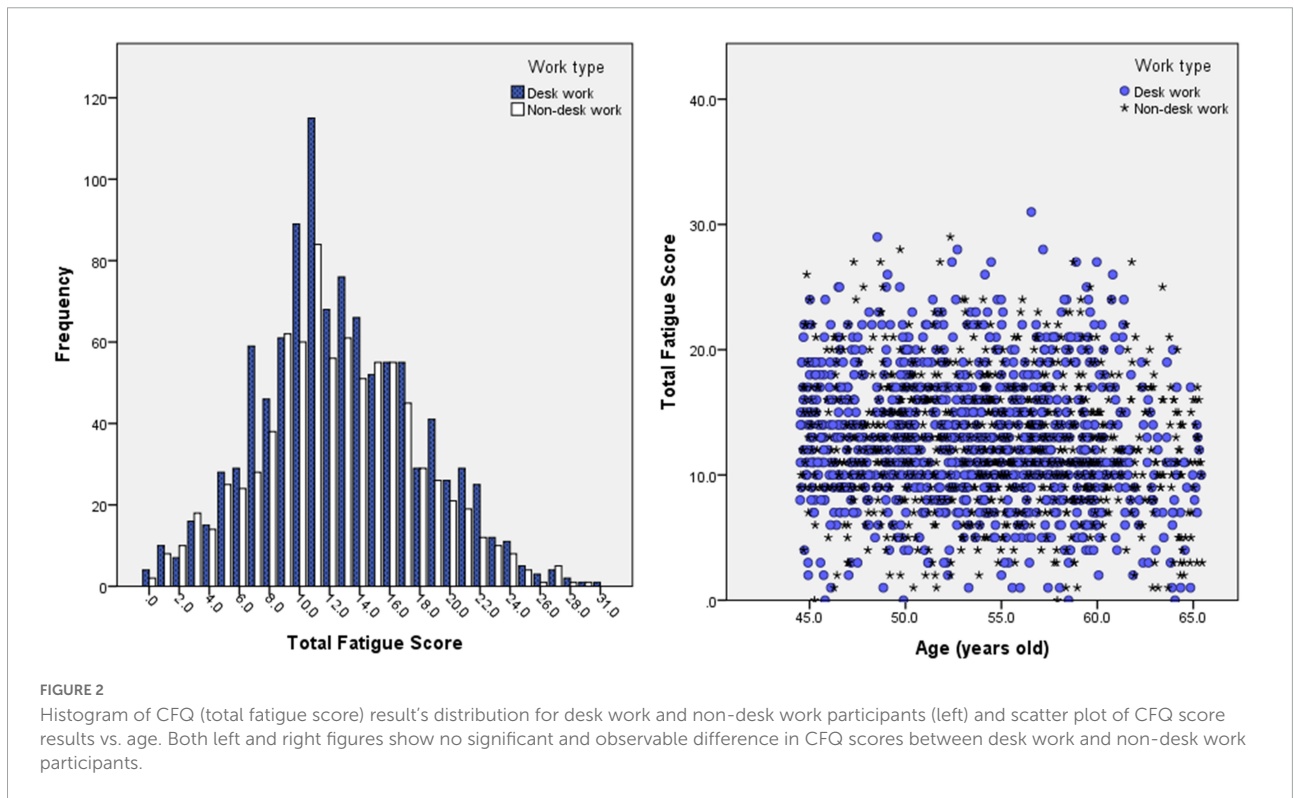 Work type
Desk work
Non-desk work
120
100
80
60
40
20
0
Frequency
.0
2.0
4.0
6.0
8.0
10.0
12.0
14.0
16.0
18.0
20.0
22.0
24.0
26.0
28.0
31.0
Total Fatigue Score
Work type
Desk work
Non-desk work
40.0
30.0
20.0
10.0
.0
Total Fatigue Score
45.0
50.0
55.0
60.0
65.0
Age (years old)
FIGURE 2
Histogram of CFQ (total fatigue score) result's distribution for desk work and non-desk work participants (left) and scatter plot of CFQ score
results vs. age. Both left and right figures show no significant and observable difference in CFQ scores between desk work and non-desk work
participants.